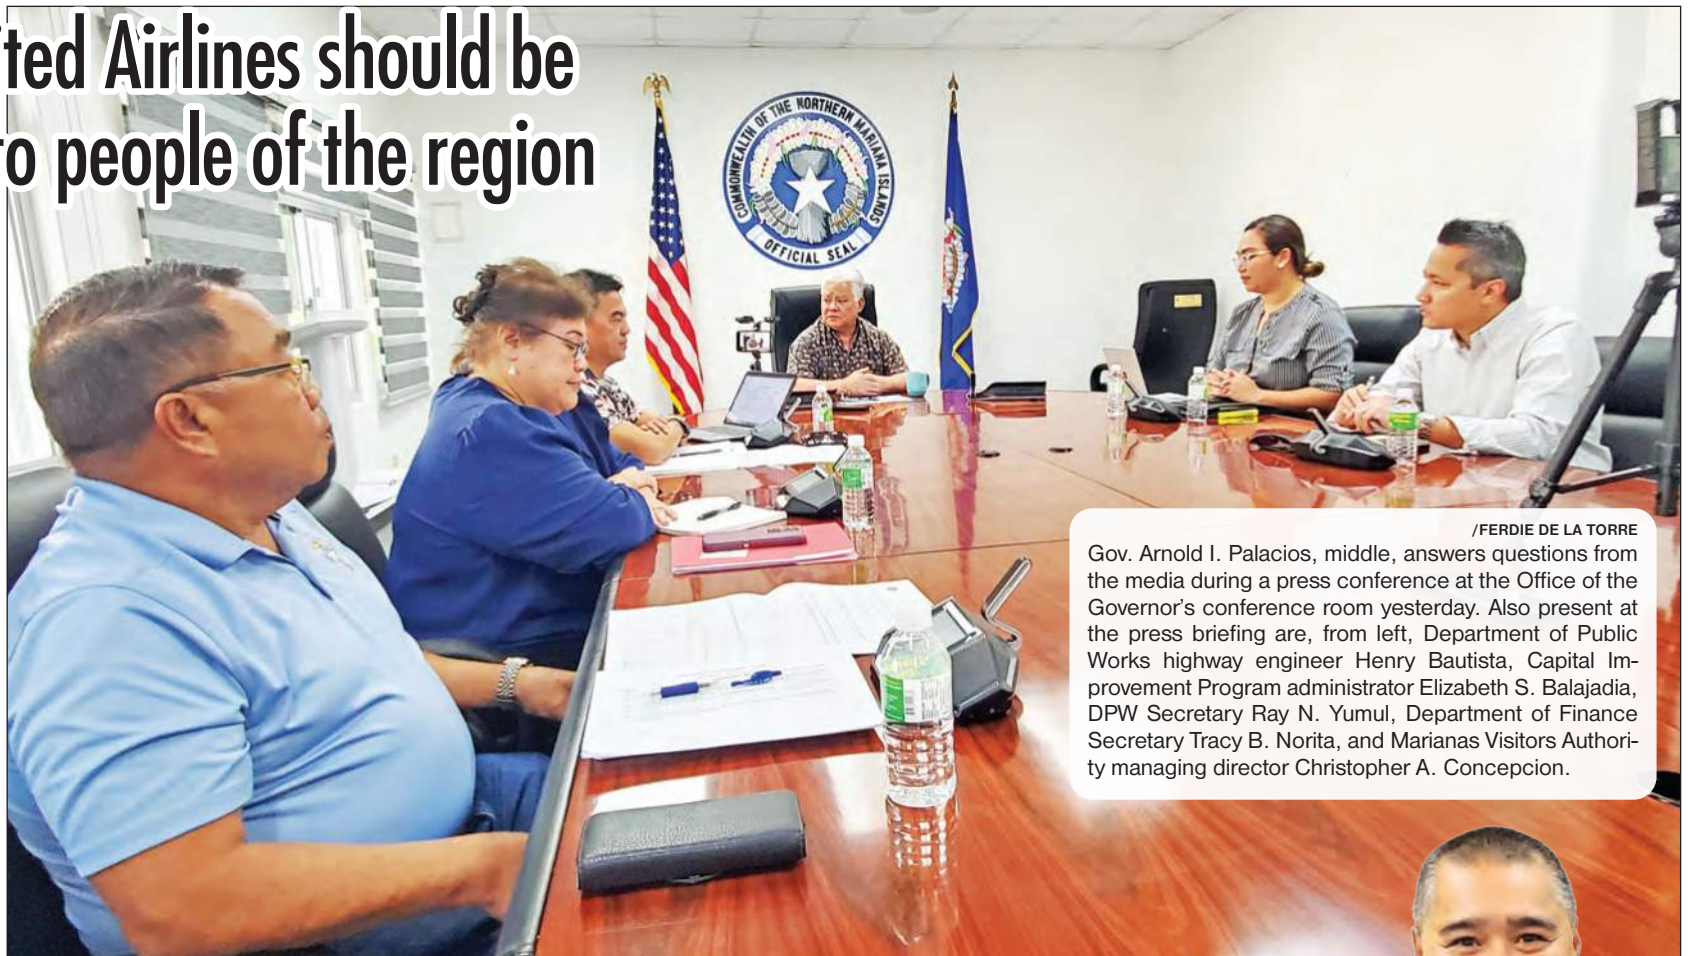 ted Airlines should be
to people of the region
COMMONWEALTH OF THE NORTHERN MARIANA ISLANDS
OFFICIAL SEAL
/FERDIE DE LA TORRE
Gov. Arnold I. Palacios, middle, answers questions from
the media during a press conference at the Office of the
Governor’s conference room yesterday. Also present at
the press briefing are, from left, Department of Public
Works highway engineer Henry Bautista, Capital Im-
provement Program administrator Elizabeth S. Balajadia,
DPW Secretary Ray N. Yumul, Department of Finance
Secretary Tracy B. Norita, and Marianas Visitors Authori-
ty managing director Christopher A. Concepcion.